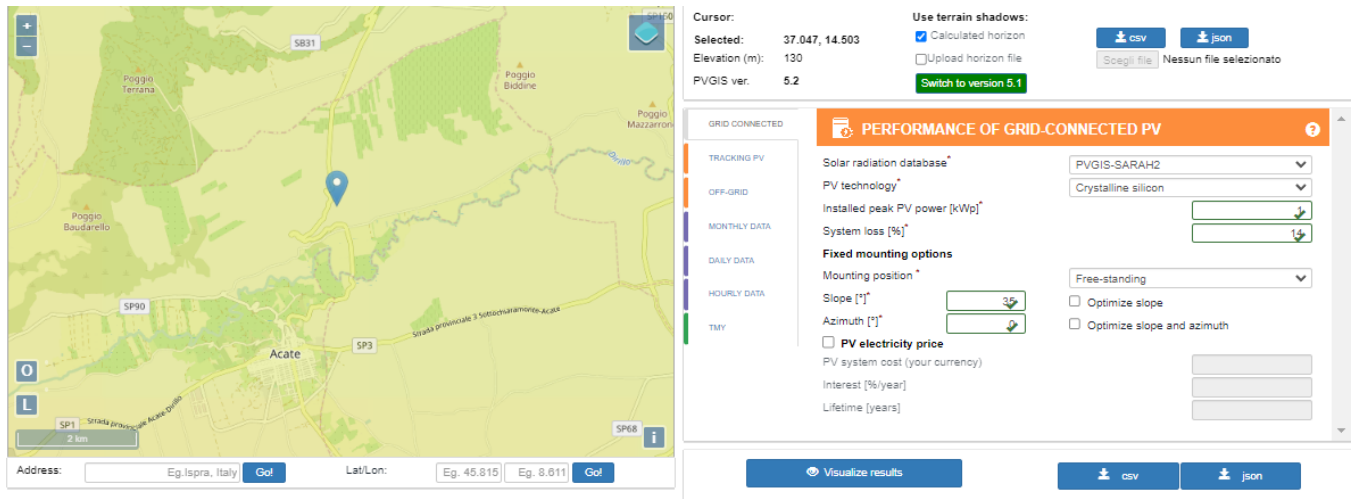 +
−
SP160
SB31
Poggio
Terrana
Poggio
Biddine
Poggio
Mazzarron
Dirillo
Poggio
Baudarello
SP90
Strada provinciale 3 Sottochiaramonte-Acate
SP3
Acate
O
L
SP1
Strada provinciale Acate-Dirillo
SP68
2 km
i
Address:
Eg.Ispra, Italy
Go!
Lat/Lon:
Eg. 45.815
Eg. 8.611
Go!
Cursor:
Selected: 37.047, 14.503
Elevation (m): 130
PVGIS ver. 5.2
Use terrain shadows:
Calculated horizon
Upload horizon file
Switch to version 5.1
csv
json
Scegli file Nessun file selezionato
GRID CONNECTED
TRACKING PV
OFF-GRID
MONTHLY DATA
DAILY DATA
HOURLY DATA
TMY
PERFORMANCE OF GRID-CONNECTED PV
?
Solar radiation database* PVGIS-SARAH2
PV technology* Crystalline silicon
Installed peak PV power [kWp]* 1
System loss [%]* 14
Fixed mounting options
Mounting position * Free-standing
Slope [°]* 35 Optimize slope
Azimuth [°]* 0 Optimize slope and azimuth
PV electricity price
PV system cost (your currency)
Interest [%/year]
Lifetime [years]
Visualize results
csv
json